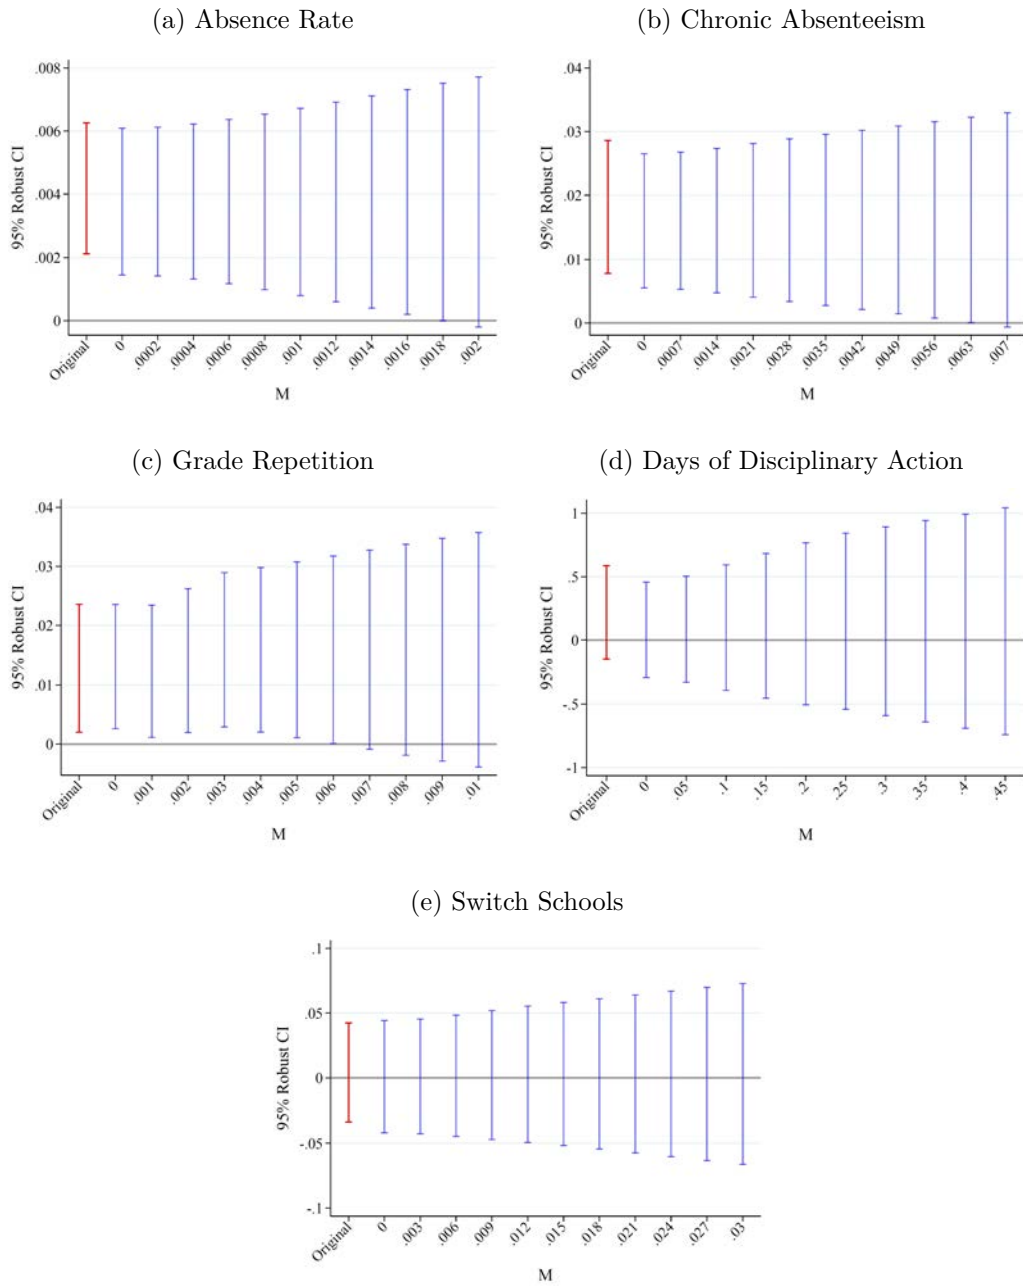 (a) Absence Rate
(b) Chronic Absenteeism
95% Robust CI
.008
.006
.004
.002
0
Original 0 .0002 .0004 .0006 .0008 .001 .0012 .0014 .0016 .0018 .002
M
95% Robust CI
.04
.03
.02
.01
0
Original 0 .0007 .0014 .0021 .0028 .0035 .0042 .0049 .0056 .0063 .007
M
(c) Grade Repetition
(d) Days of Disciplinary Action
95% Robust CI
.04
.03
.02
.01
0
Original 0 .001 .002 .003 .004 .005 .006 .007 .008 .009 .01
M
95% Robust CI
1
.5
0
-.5
-1
Original 0 .05 .1 .15 .2 .25 .3 .35 .4 .45
M
(e) Switch Schools
95% Robust CI
.1
.05
0
-.05
-.1
Original 0 .003 .006 .009 .012 .015 .018 .021 .024 .027 .03
M